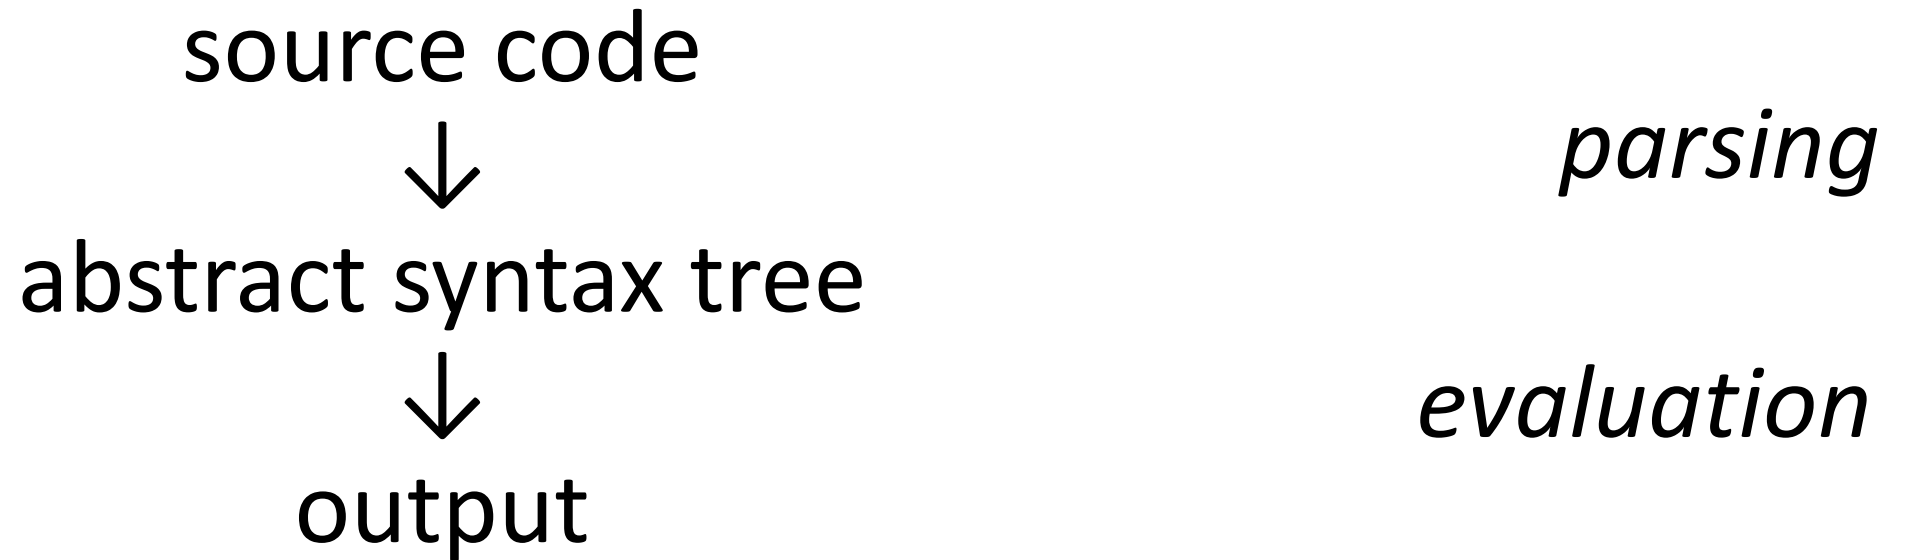 source code
↓
parsing
abstract syntax tree
↓
evaluation
output